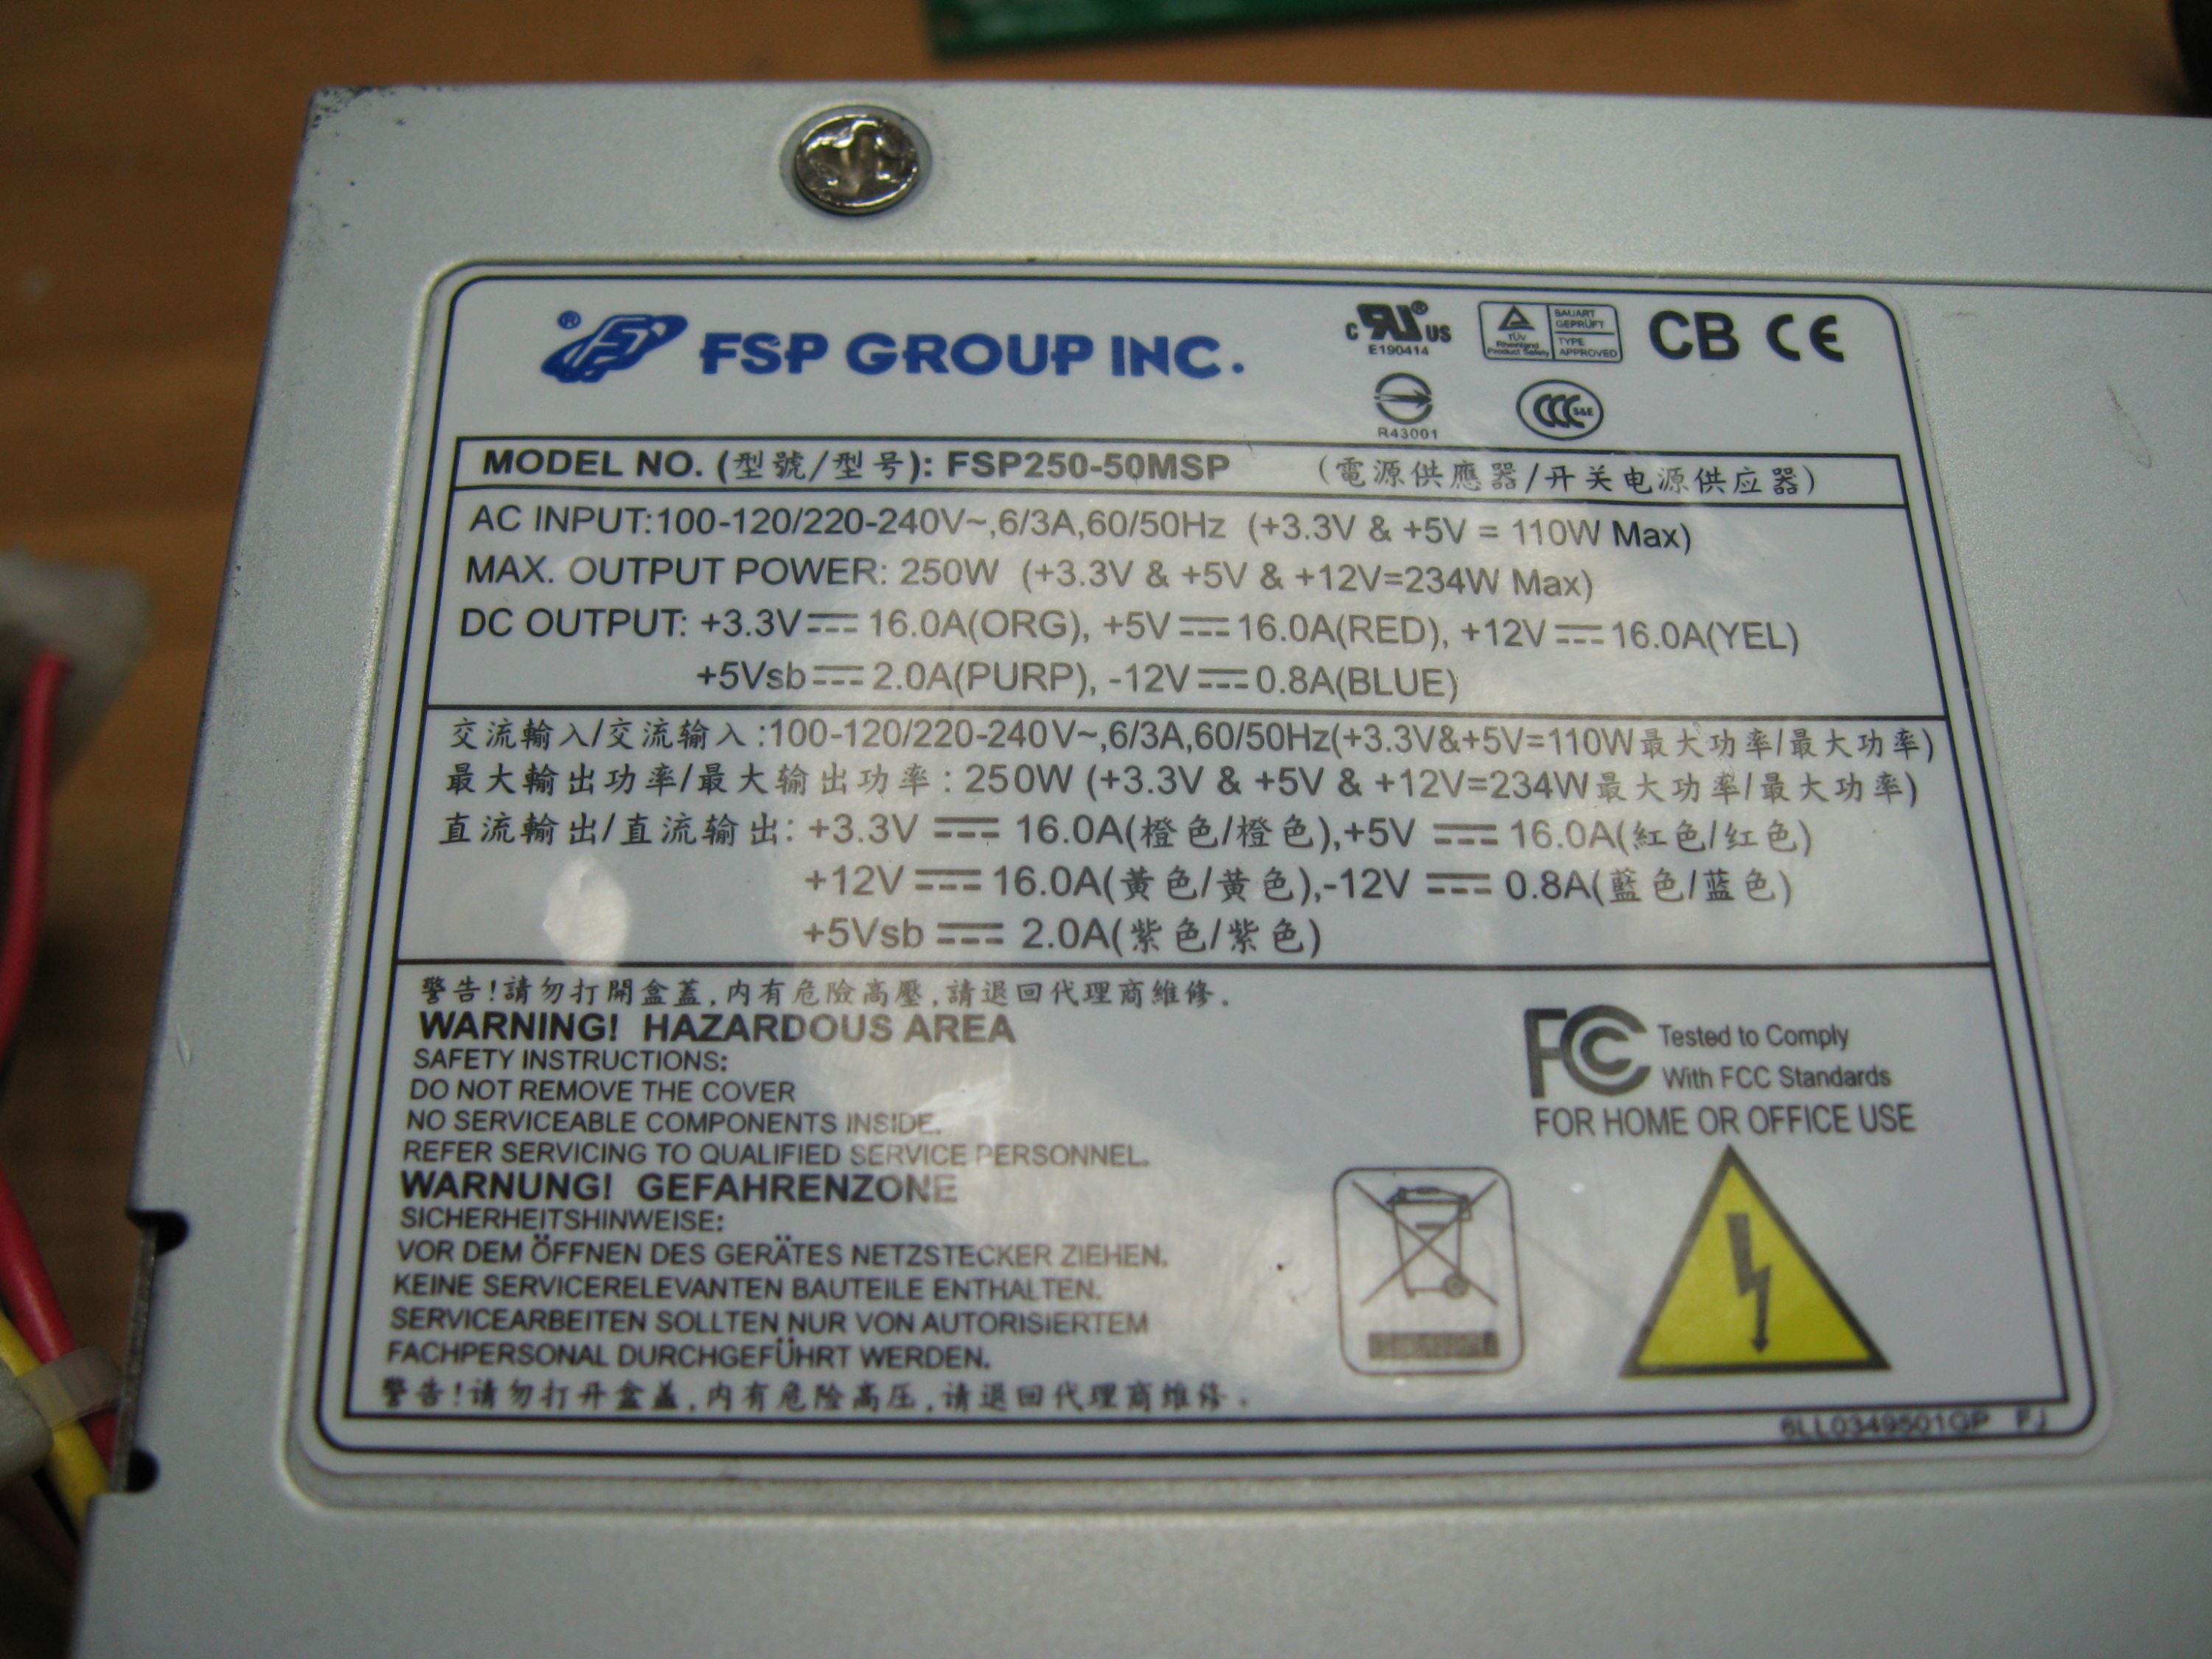 ® FSP GROUP INC.
c RU® US
E190414
TÜV
Rheinland
Product Safety
BAUART
GEPRÜFT
TYPE
APPROVED
CB CE
R43001
CCC S&E
MODEL NO. (型號/型号): FSP250-50MSP (電源供應器/开关电源供应器)
AC INPUT:100-120/220-240V~,6/3A,60/50Hz (+3.3V & +5V = 110W Max)
MAX. OUTPUT POWER: 250W (+3.3V & +5V & +12V=234W Max)
DC OUTPUT: +3.3V⎓16.0A(ORG), +5V⎓16.0A(RED), +12V⎓16.0A(YEL)
+5Vsb⎓2.0A(PURP), -12V⎓0.8A(BLUE)
交流輸入/交流输入:100-120/220-240V~,6/3A,60/50Hz(+3.3V&+5V=110W最大功率/最大功率)
最大輸出功率/最大输出功率: 250W (+3.3V & +5V & +12V=234W最大功率/最大功率)
直流輸出/直流输出: +3.3V ⎓ 16.0A(橙色/橙色),+5V ⎓ 16.0A(紅色/红色)
+12V⎓16.0A(黃色/黄色),-12V ⎓ 0.8A(藍色/蓝色)
+5Vsb ⎓ 2.0A(紫色/紫色)
警告!請勿打開盒蓋,內有危險高壓,請退回代理商維修.
WARNING! HAZARDOUS AREA
SAFETY INSTRUCTIONS:
DO NOT REMOVE THE COVER
NO SERVICEABLE COMPONENTS INSIDE.
REFER SERVICING TO QUALIFIED SERVICE PERSONNEL.
WARNUNG! GEFAHRENZONE
SICHERHEITSHINWEISE:
VOR DEM ÖFFNEN DES GERÄTES NETZSTECKER ZIEHEN.
KEINE SERVICERELEVANTEN BAUTEILE ENTHALTEN.
SERVICEARBEITEN SOLLTEN NUR VON AUTORISIERTEM
FACHPERSONAL DURCHGEFÜHRT WERDEN.
警告!请勿打开盒盖,内有危险高压,请退回代理商维修.
FC Tested to Comply
With FCC Standards
FOR HOME OR OFFICE USE
6LL0349501GP FJ